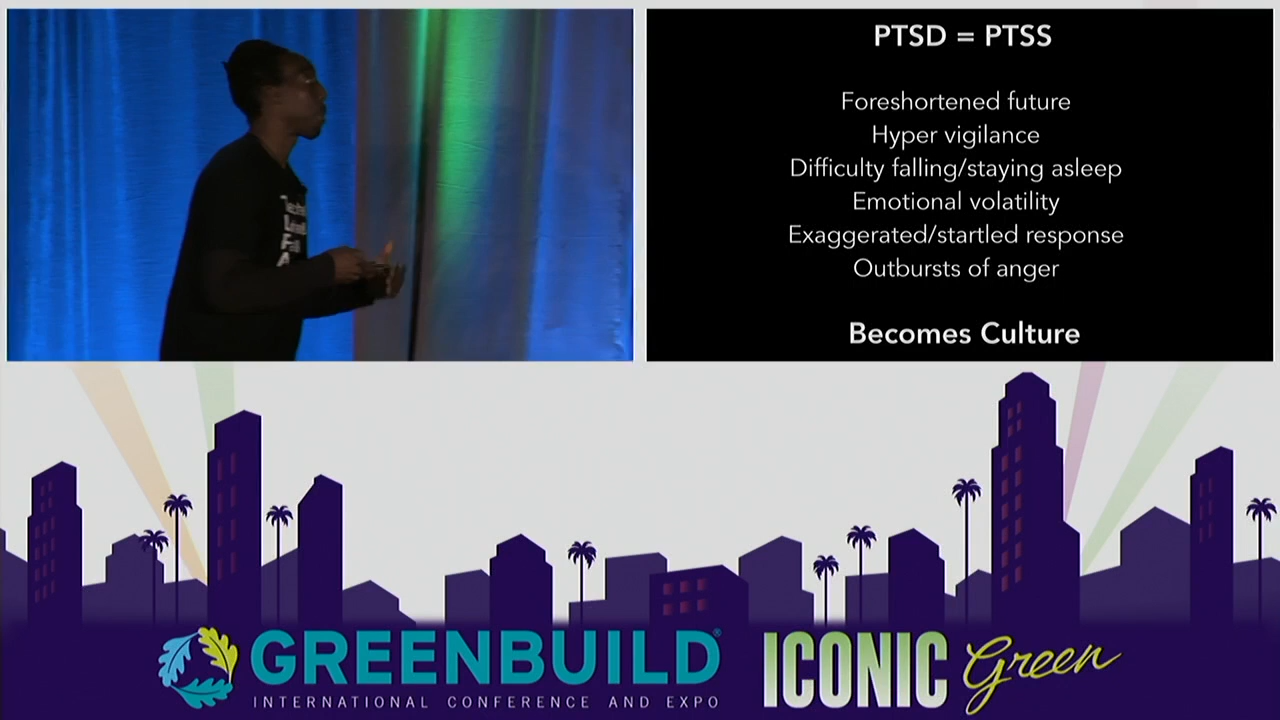 PTSD = PTSS
Foreshortened future
Hyper vigilance
Difficulty falling/staying asleep
Emotional volatility
Exaggerated/startled response
Outbursts of anger
Becomes Culture
GREENBUILD®
INTERNATIONAL CONFERENCE AND EXPO
ICONIC Green